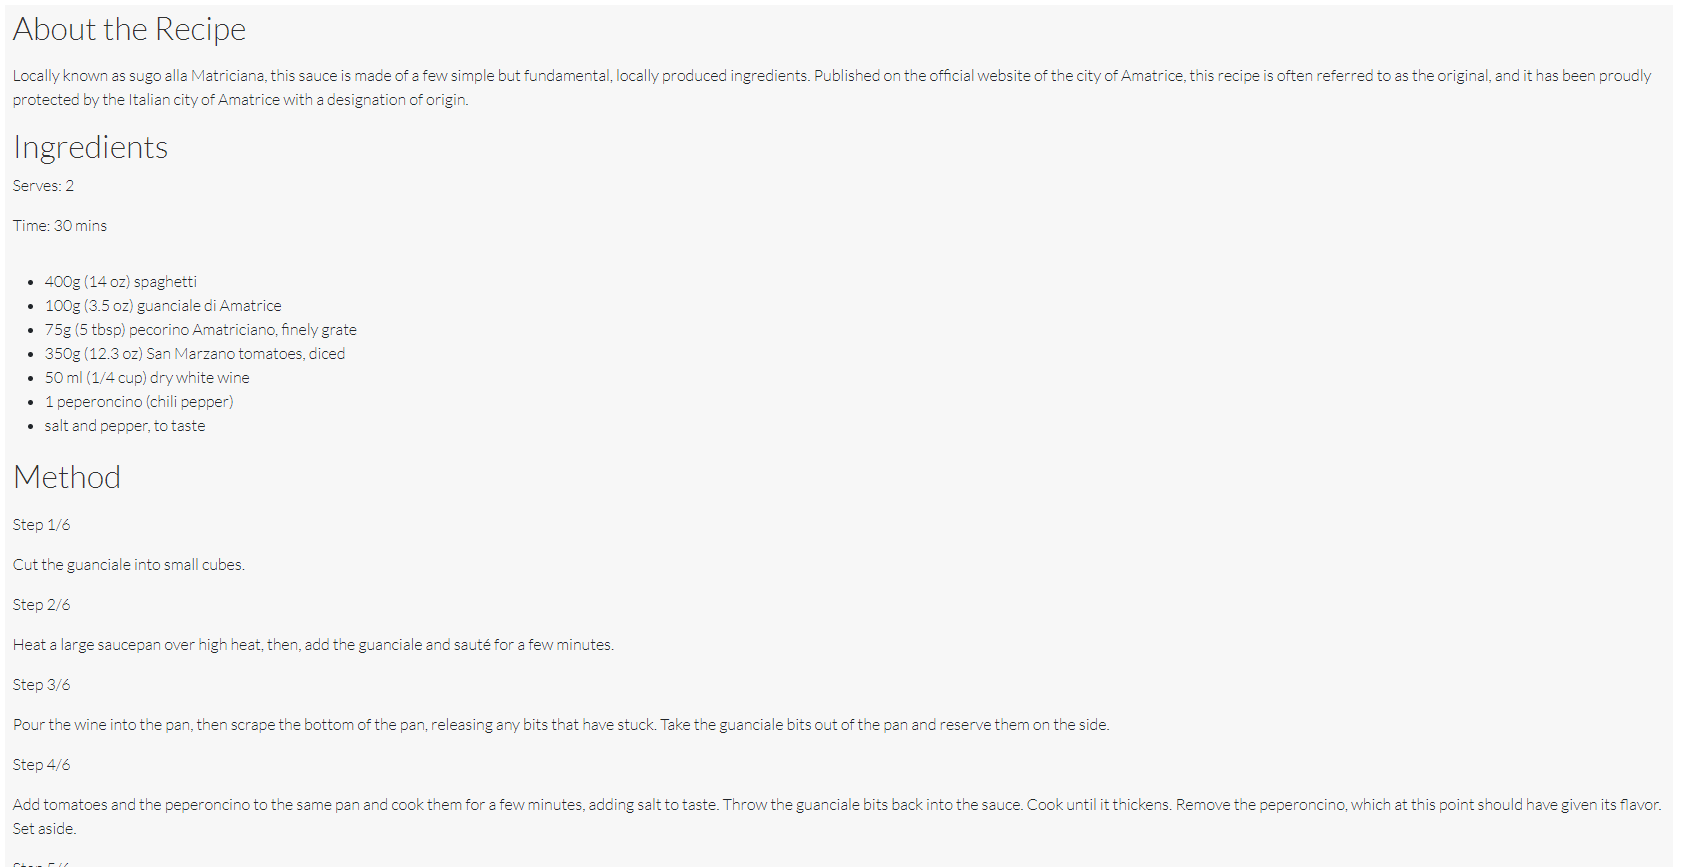 About the Recipe
Locally known as sugo alla Matriciana, this sauce is made of a few simple but fundamental, locally produced ingredients. Published on the official website of the city of Amatrice, this recipe is often referred to as the original, and it has been proudly
protected by the Italian city of Amatrice with a designation of origin.
Ingredients
Serves: 2
Time: 30 mins
• 400g (14 oz) spaghetti
• 100g (3.5 oz) guanciale di Amatrice
• 75g (5 tbsp) pecorino Amatriciano, finely grate
• 350g (12.3 oz) San Marzano tomatoes, diced
• 50 ml (1/4 cup) dry white wine
• 1 peperoncino (chili pepper)
• salt and pepper, to taste
Method
Step 1/6
Cut the guanciale into small cubes.
Step 2/6
Heat a large saucepan over high heat, then, add the guanciale and sauté for a few minutes.
Step 3/6
Pour the wine into the pan, then scrape the bottom of the pan, releasing any bits that have stuck. Take the guanciale bits out of the pan and reserve them on the side.
Step 4/6
Add tomatoes and the peperoncino to the same pan and cook them for a few minutes, adding salt to taste. Throw the guanciale bits back into the sauce. Cook until it thickens. Remove the peperoncino, which at this point should have given its flavor.
Set aside.